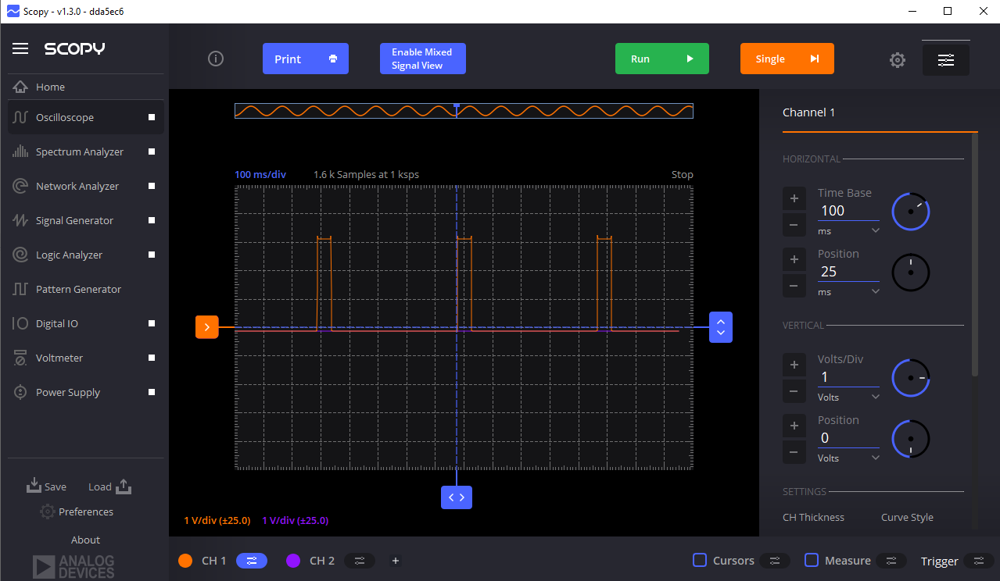 Scopy - v1.3.0 - dda5ec6
SCOPY
Print
Enable Mixed
Signal View
Run
Single
Home
Oscilloscope
Spectrum Analyzer
Network Analyzer
Signal Generator
Logic Analyzer
Pattern Generator
Digital IO
Voltmeter
Power Supply
Save
Load
Preferences
About
ANALOG
DEVICES
100 ms/div
1.6 k Samples at 1 ksps
Stop
1 V/div (±25.0)
1 V/div (±25.0)
Channel 1
HORIZONTAL
Time Base
100
ms
Position
25
ms
VERTICAL
Volts/Div
1
Volts
Position
0
Volts
SETTINGS
CH Thickness
Curve Style
CH 1
CH 2
+
Cursors
Measure
Trigger